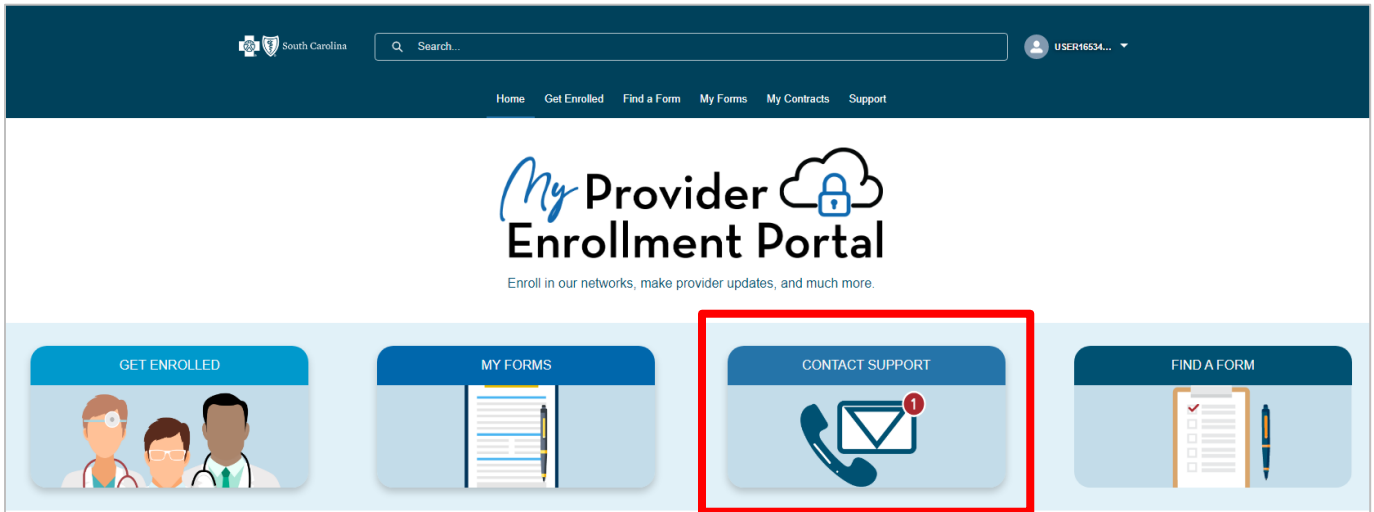 South Carolina
Search...
USER16534...
Home Get Enrolled Find a Form My Forms My Contracts Support
My Provider
Enrollment Portal
Enroll in our networks, make provider updates, and much more.
GET ENROLLED
MY FORMS
CONTACT SUPPORT
FIND A FORM
1